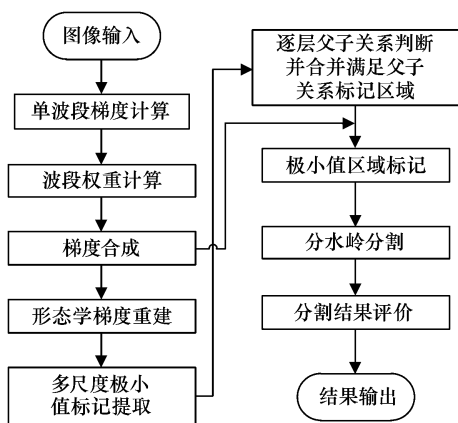 图像输入
单波段梯度计算
波段权重计算
梯度合成
形态学梯度重建
多尺度极小
值标记提取
逐层父子关系判断
并合并满足父子
关系标记区域
极小值区域标记
分水岭分割
分割结果评价
结果输出